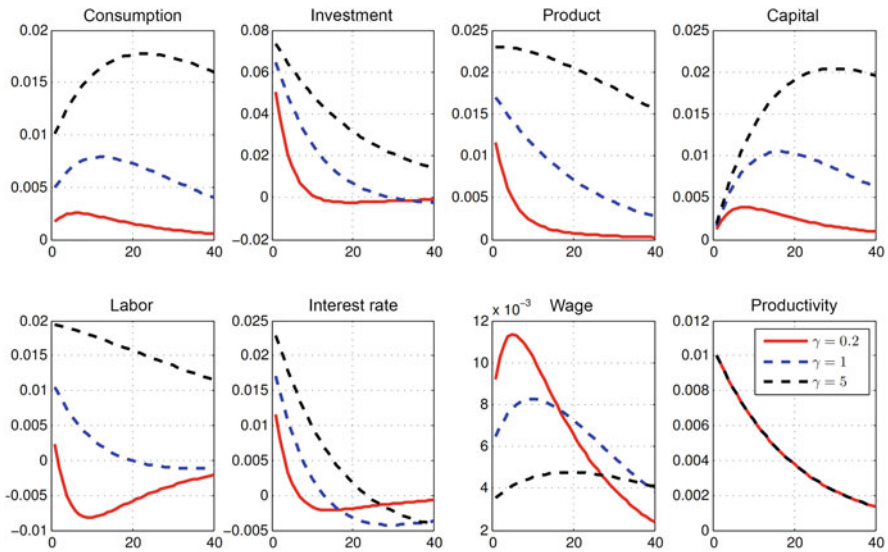 Consumption Investment Product Capital
0.02 0.08 0.025 0.025
0.015 0.06 0.02 0.02
0.01 0.04 0.015 0.015
0.005 0.02 0.01 0.01
0 0 0.005 0.005
−0.02 0 0
0 20 40 0 20 40 0 20 40 0 20 40
Labor Interest rate Wage Productivity
0.02 0.025 x 10⁻³ 0.012
0.015 0.02 12 0.01
0.01 0.015 10 0.008
0.005 0.01 8 0.006
0 0.005 6 0.004
-0.005 0 4 0.002
−0.01 −0.005 2 0
0 20 40 0 20 40 0 20 40 0 20 40
γ = 0.2
γ = 1
γ = 5